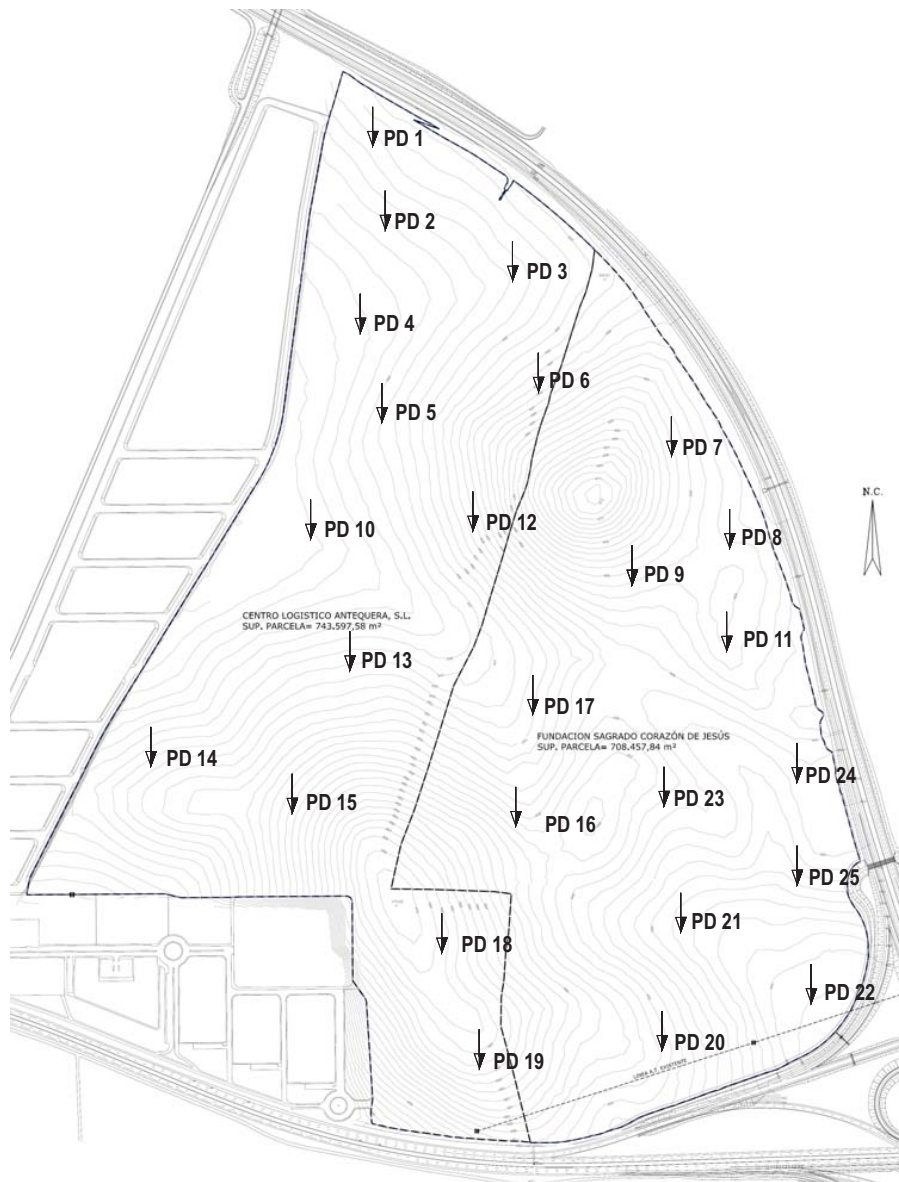 PD 1
PD 2
PD 3
PD 4
PD 6
PD 5
PD 7
N.C.
PD 12
PD 10
PD 8
PD 9
CENTRO LOGISTICO ANTEQUERA, S.L.
SUP. PARCELA= 743.597,58 m²
PD 11
PD 13
PD 17
FUNDACION SAGRADO CORAZÓN DE JESÚS
SUP. PARCELA= 708.457,84 m²
PD 14
PD 24
PD 15
PD 23
PD 16
PD 25
PD 21
PD 18
PD 22
PD 20
PD 19
LINEA A.T. EXISTENTE